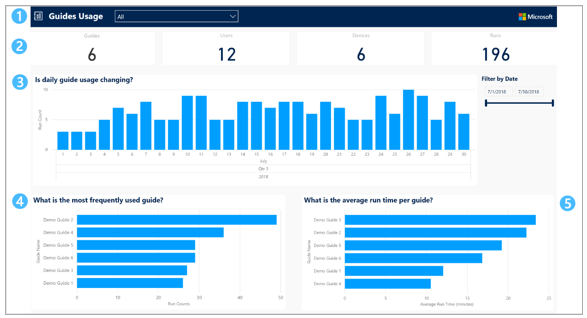 1
Guides Usage
All
Microsoft
2
Guides
Users
Devices
Runs
6
12
6
196
3
Is daily guide usage changing?
Filter by Date
7/1/2018
7/30/2018
Run Count
10
5
0
1 2 3 4 5 6 7 8 9 10 11 12 13 14 15 16 17 18 19 20 21 22 23 24 25 26 27 28 29 30
July
Qtr 3
2018
4
What is the most frequently used guide?
Guide Name
Demo Guide 2
Demo Guide 4
Demo Guide 5
Demo Guide 6
Demo Guide 3
Demo Guide 1
0 10 20 30 40 50
Run Counts
What is the average run time per guide?
5
Guide Name
Demo Guide 3
Demo Guide 2
Demo Guide 5
Demo Guide 6
Demo Guide 1
Demo Guide 4
0 5 10 15 20 25
Average Run Time (minutes)